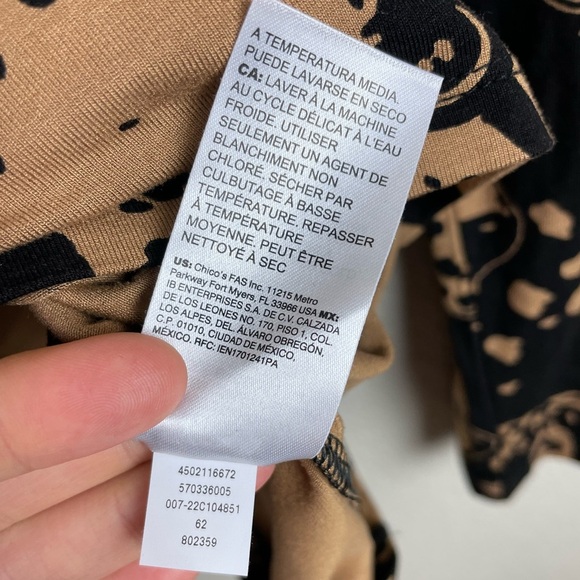 A TEMPERATURA MEDIA.
PUEDE LAVARSE EN SECO
CA: LAVER À LA MACHINE
AU CYCLE DÉLICAT À L'EAU
FROIDE. UTILISER
SEULEMENT UN AGENT DE
BLANCHIMENT NON
CHLORÉ. SÉCHER PAR
CULBUTAGE À BASSE
TEMPÉRATURE, REPASSER
À TEMPÉRATURE
MOYENNE, PEUT ÊTRE
NETTOYÉ À SEC
US: Chico's FAS Inc. 11215 Metro
Parkway Fort Myers, FL 33966 USA MX:
IB ENTERPRISES S.A. DE C.V. CALZADA
DE LOS LEONES NO. 170, PISO 1, COL.
LOS ALPES, DEL. ÁLVARO OBREGÓN,
C.P. 01010, CIUDAD DE MÉXICO,
MÉXICO. RFC: IEN1701241PA
4502116672
570336005
007-22C104851
62
802359